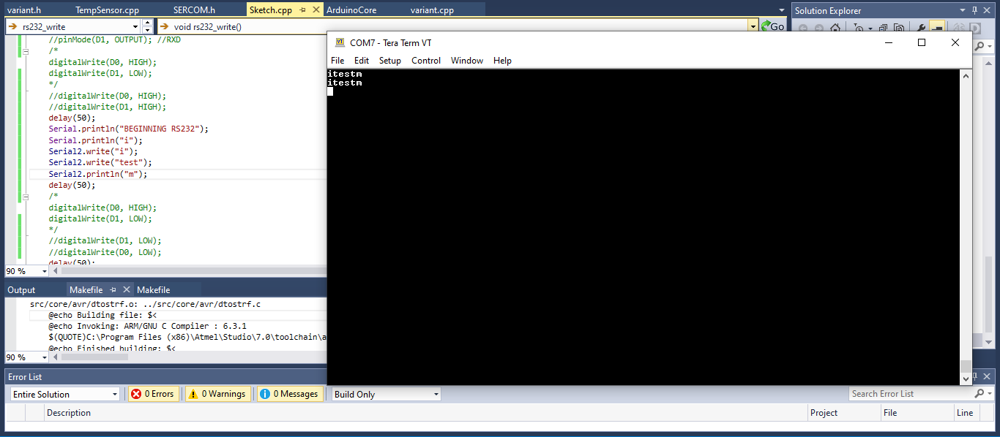 variant.h TempSensor.cpp SERCOM.h Sketch.cpp ArduinoCore variant.cpp
Solution Explorer
rs232_write void rs232_write() Go
//pinMode(D1, OUTPUT); //RXD
/*
digitalWrite(D0, HIGH);
digitalWrite(D1, LOW);
*/
//digitalWrite(D0, HIGH);
//digitalWrite(D1, HIGH);
delay(50);
Serial.println("BEGINNING RS232");
Serial.println("i");
Serial2.write("i");
Serial2.write("test");
Serial2.println("m");
delay(50);
/*
digitalWrite(D0, HIGH);
digitalWrite(D1, LOW);
*/
//digitalWrite(D1, LOW);
//digitalWrite(D0, LOW);
delay(50);
90 %
COM7 - Tera Term VT
File Edit Setup Control Window Help
itestm
itestm
Output Makefile Makefile
src/core/avr/dtostrf.o: ../src/core/avr/dtostrf.c
@echo Building file: $<
@echo Invoking: ARM/GNU C Compiler : 6.3.1
$(QUOTE)C:\Program Files (x86)\Atmel\Studio\7.0\toolchain\a
@echo Finished building: $<
90 %
Error List
Entire Solution 0 Errors 0 Warnings 0 Messages Build Only Search Error List
Description Project File Line